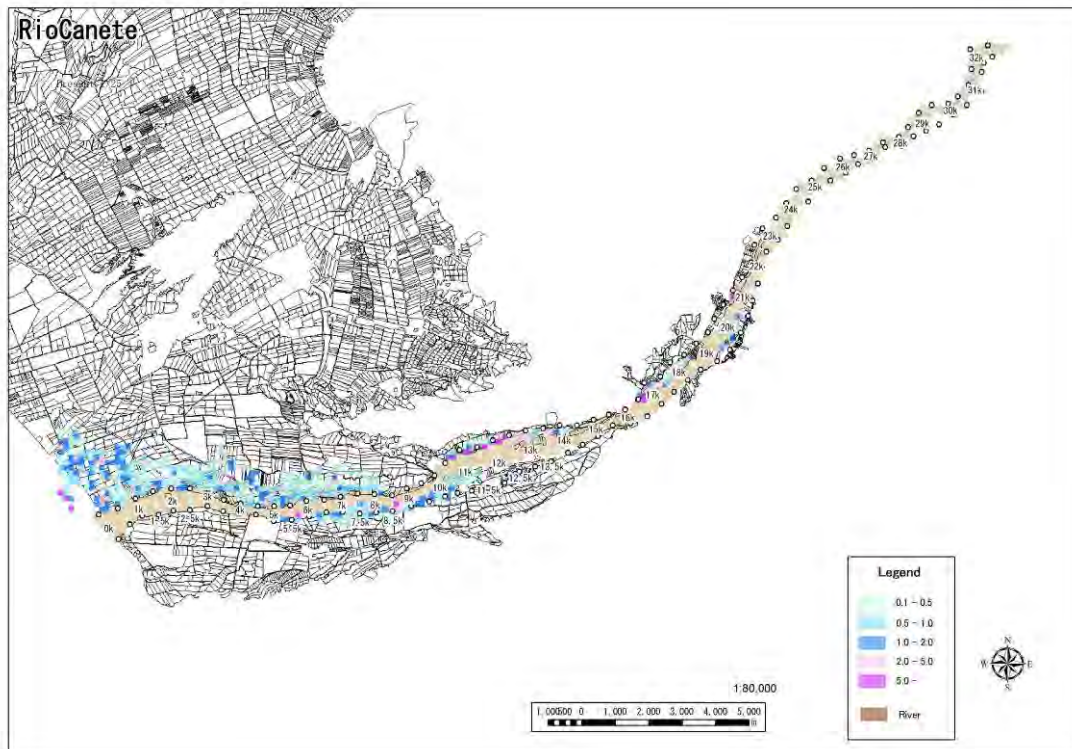 RioCanete
32k
31k
30k
29k
28k
27k
26k
25k
24k
23k
22k
21k
20k
19k
18k
17k
16k
15k
14k
13k
13.5k
12k
12.5k
11k
11.5k
10k
9k
8k
8.5k
7k
7.5k
6k
5k
5.5k
4k
3k
2k
2.5k
1k
1.5k
0k
Legend
0.1 - 0.5
0.5 - 1.0
1.0 - 2.0
2.0 - 5.0
5.0 -
River
N
W E
S
1:80,000
0 1,000 2,000 3,000 4,000 5,000